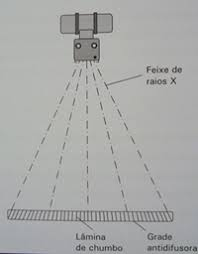 Feixe de
raios X
Lâmina
de chumbo
Grade
antidifusora